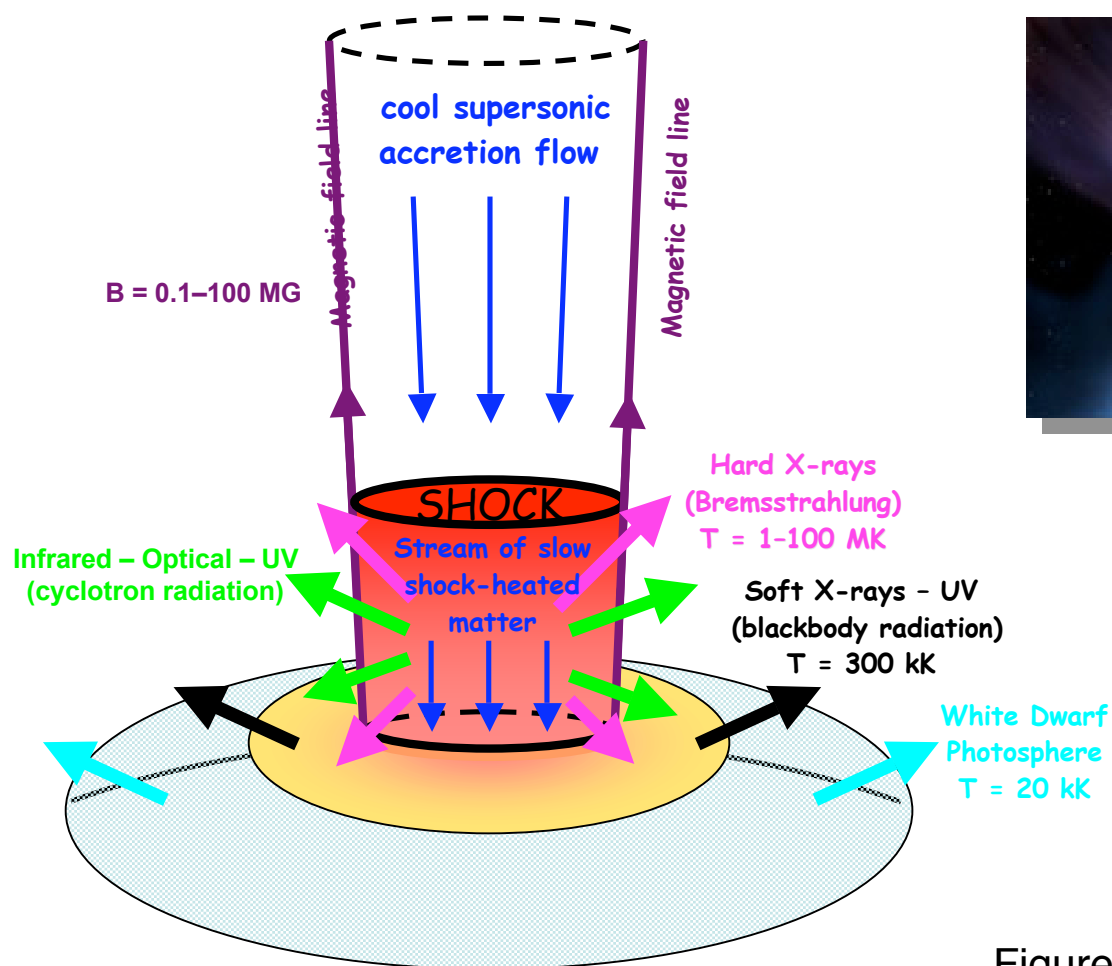 cool supersonic
accretion flow
Magnetic field line
Magnetic field line
B = 0.1–100 MG
Hard X-rays
(Bremsstrahlung)
T = 1–100 MK
SHOCK
Stream of slow
shock-heated
matter
Infrared – Optical – UV
(cyclotron radiation)
Soft X-rays – UV
(blackbody radiation)
T = 300 kK
White Dwarf
Photosphere
T = 20 kK
Figure